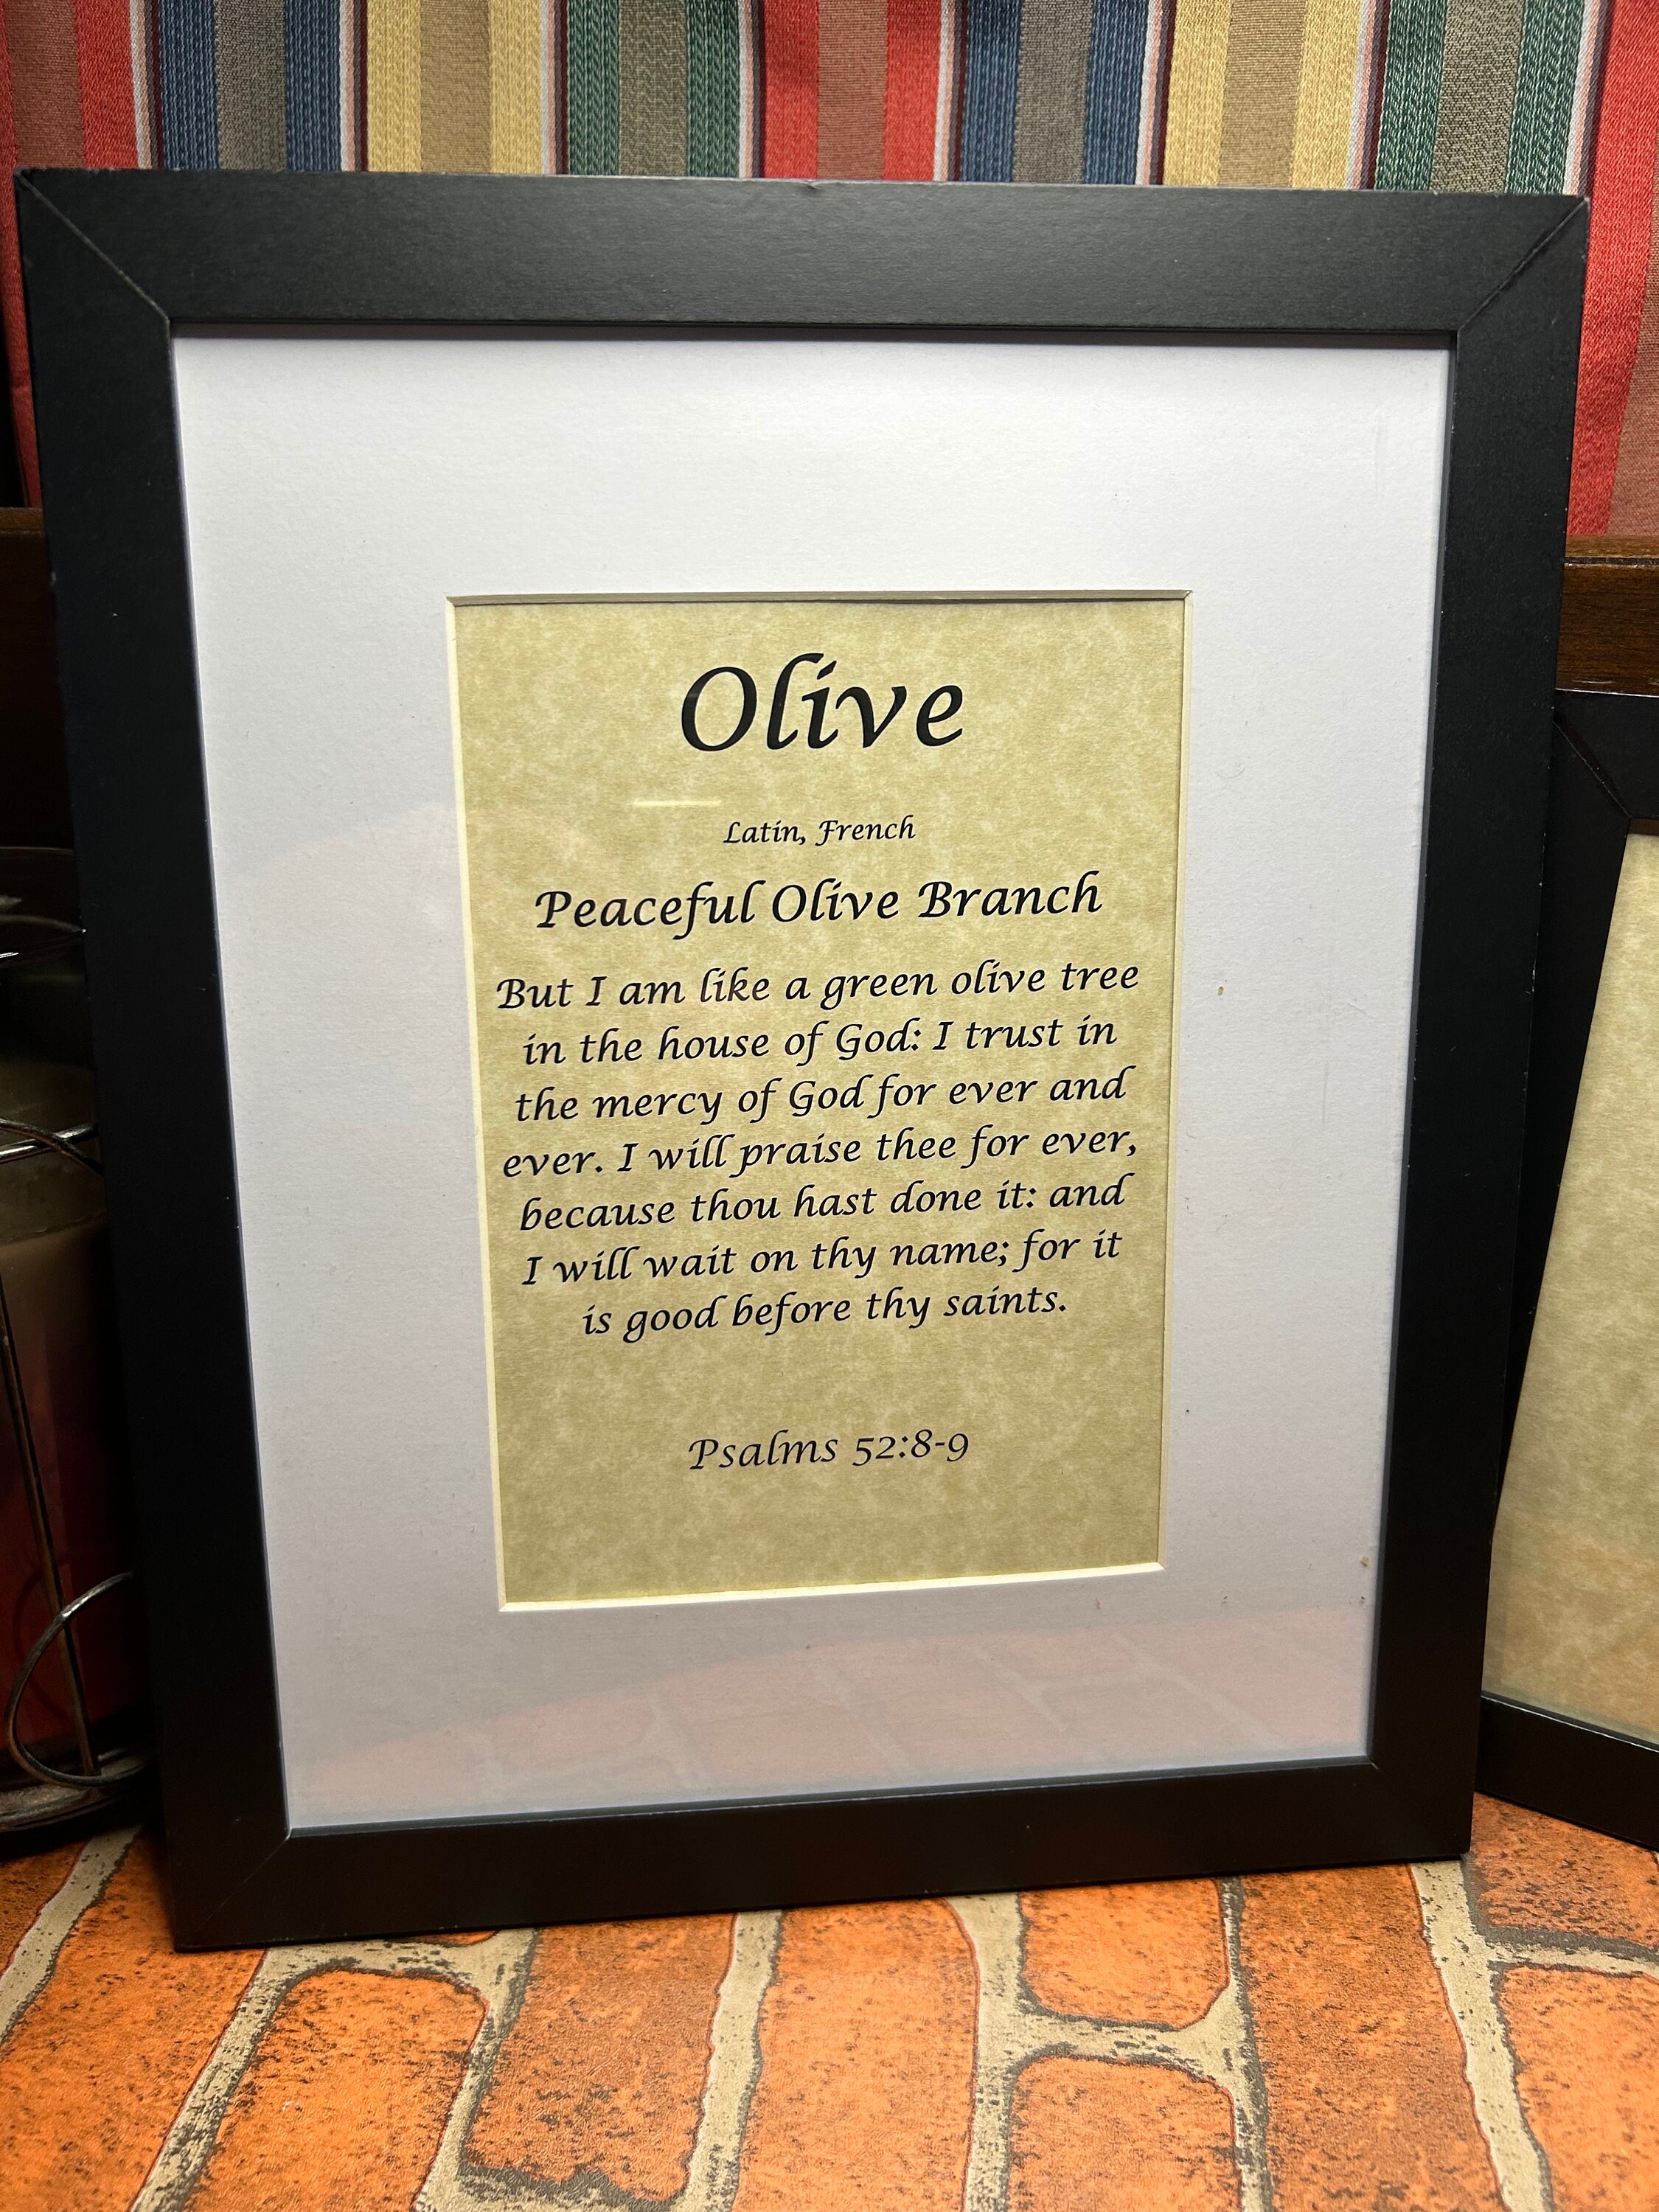 Olive
Latin, French
Peaceful Olive Branch
But I am like a green olive tree
in the house of God: I trust in
the mercy of God for ever and
ever. I will praise thee for ever,
because thou hast done it: and
I will wait on thy name; for it
is good before thy saints.
Psalms 52:8-9